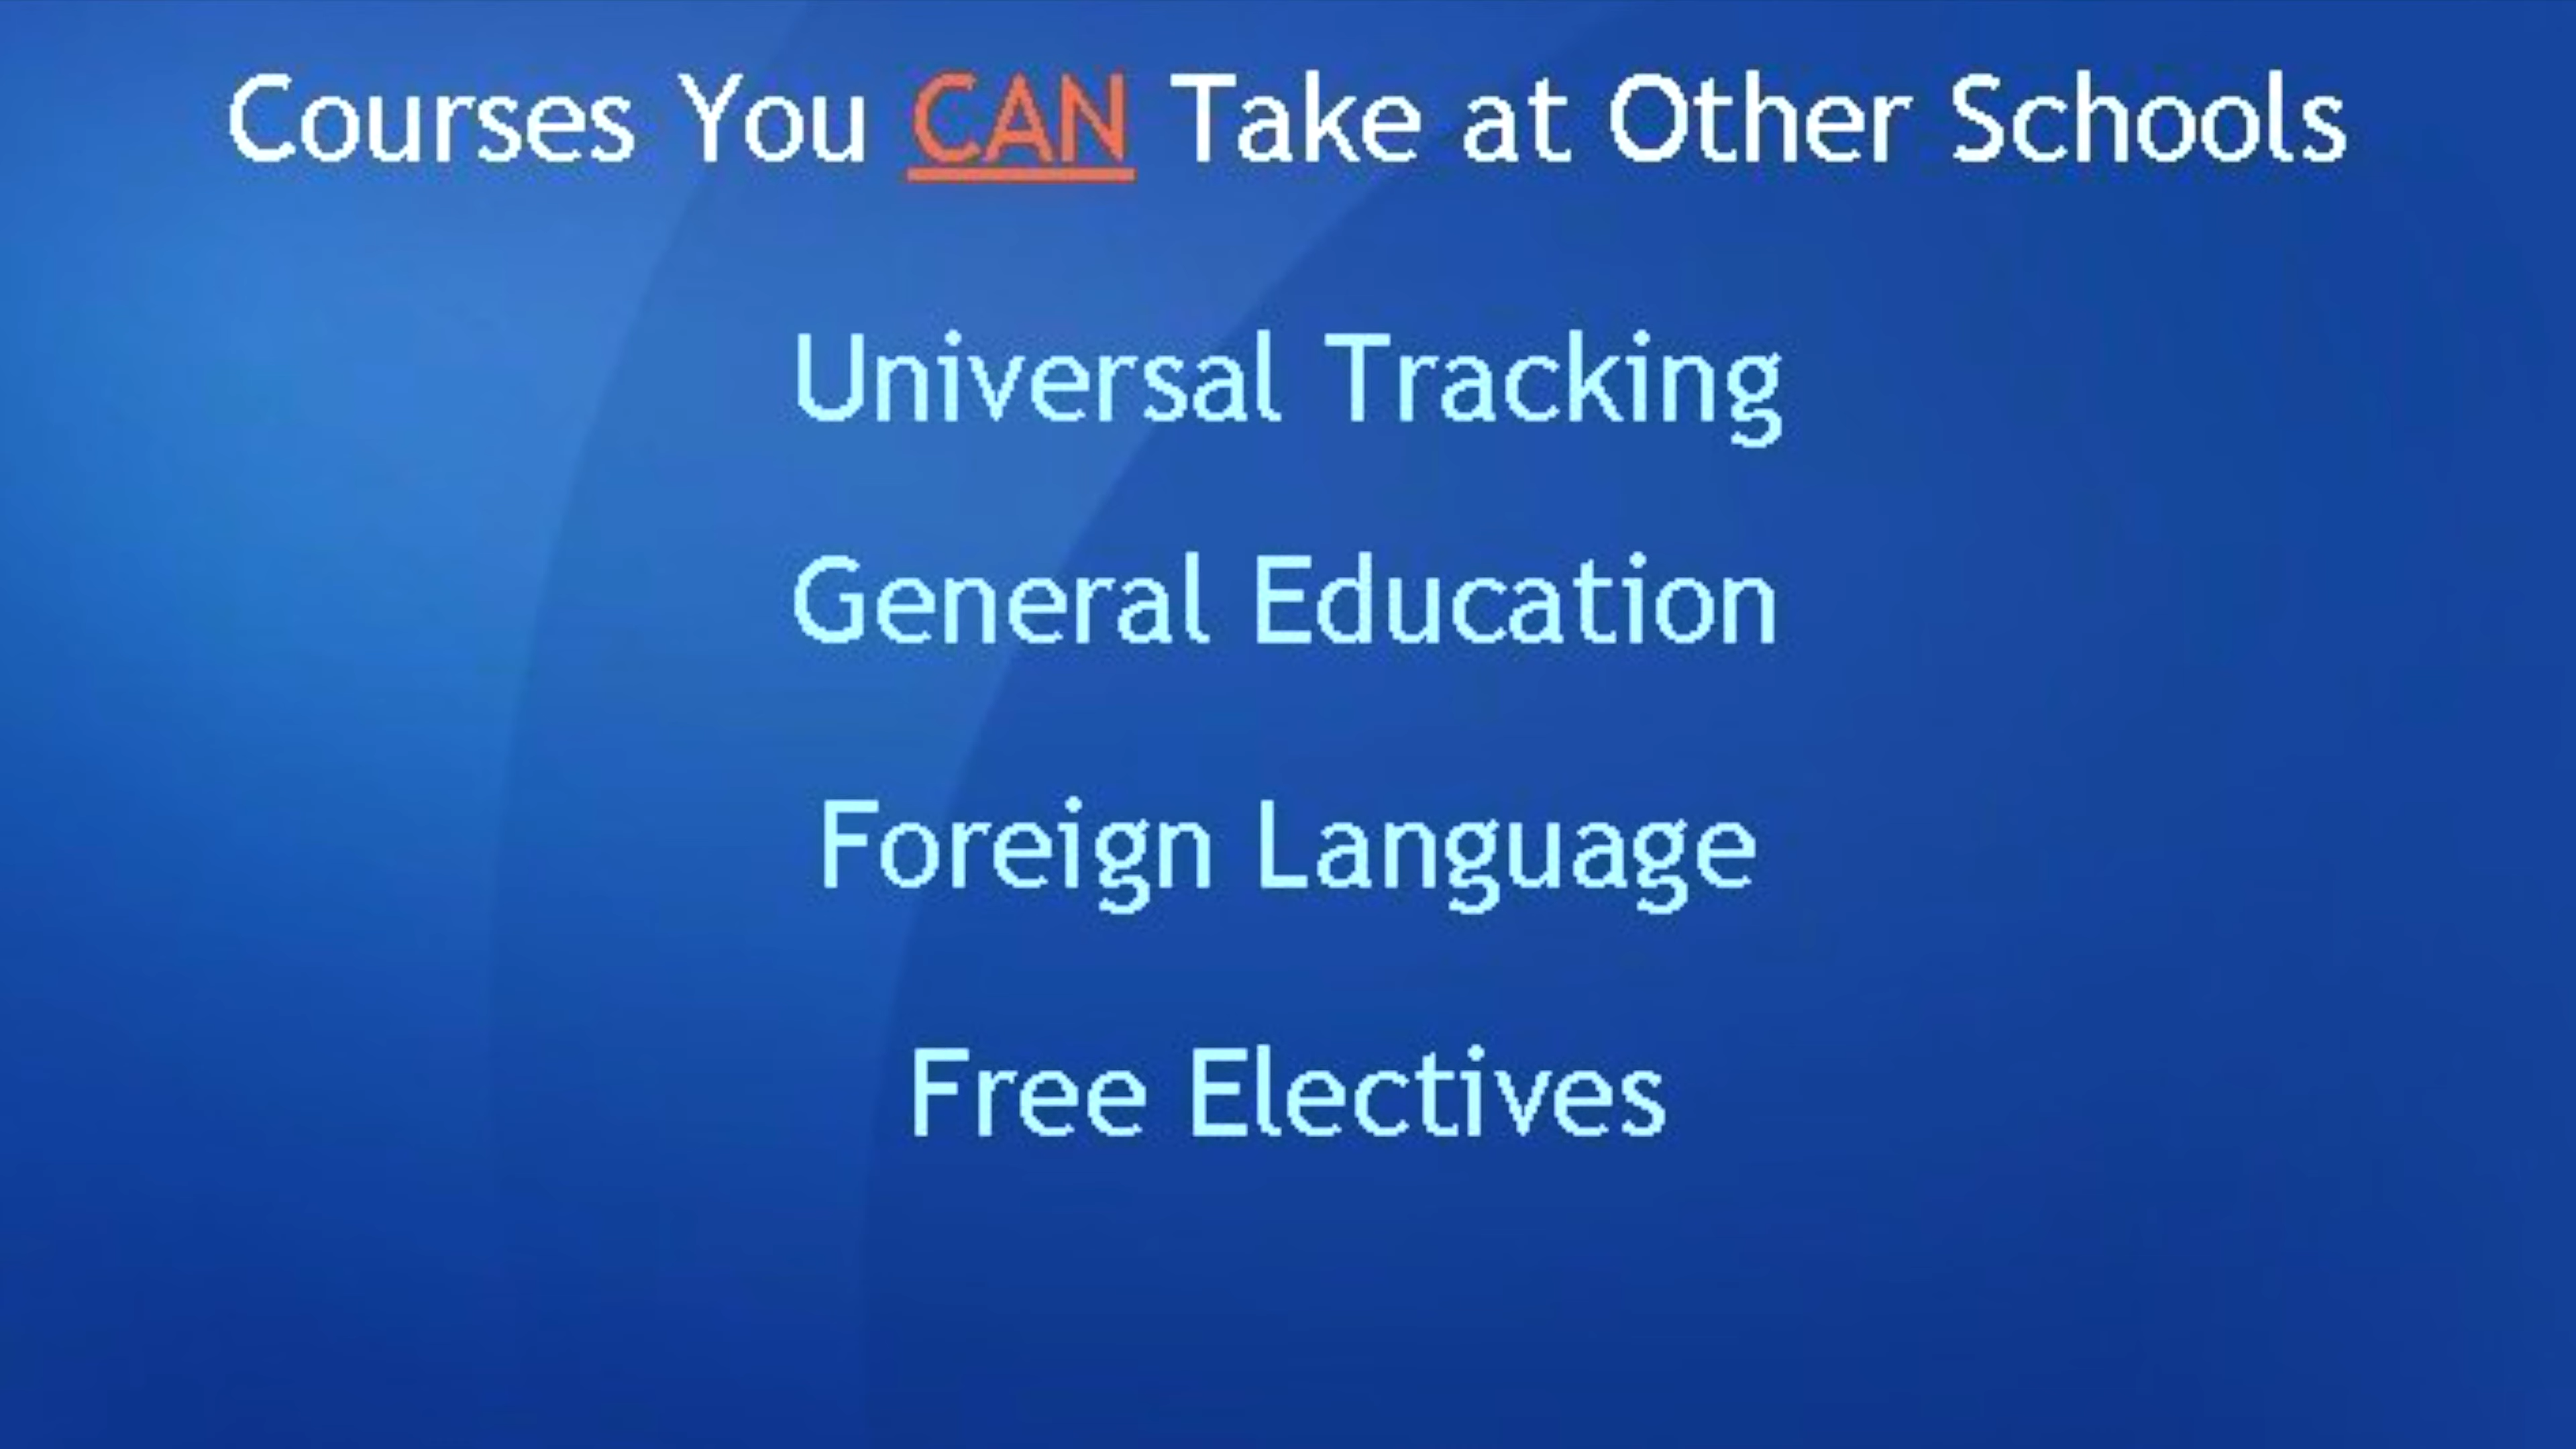 Courses You CAN Take at Other Schools
Universal Tracking
General Education
Foreign Language
Free Electives